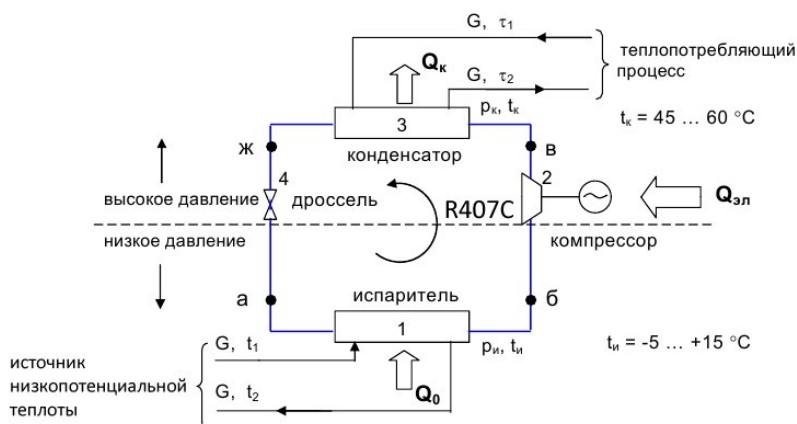 G, τ1
теплопотребляющий
процесс
Qк
G, τ2
pк, tк
tк = 45 ... 60 °C
3
ж
конденсатор
в
4
2
высокое давление
дроссель
R407C
Qэл
низкое давление
компрессор
а
испаритель
б
1
G, t1
pи, tи
tи = -5 ... +15 °C
источник
низкопотенциальной
теплоты
G, t2
Q0